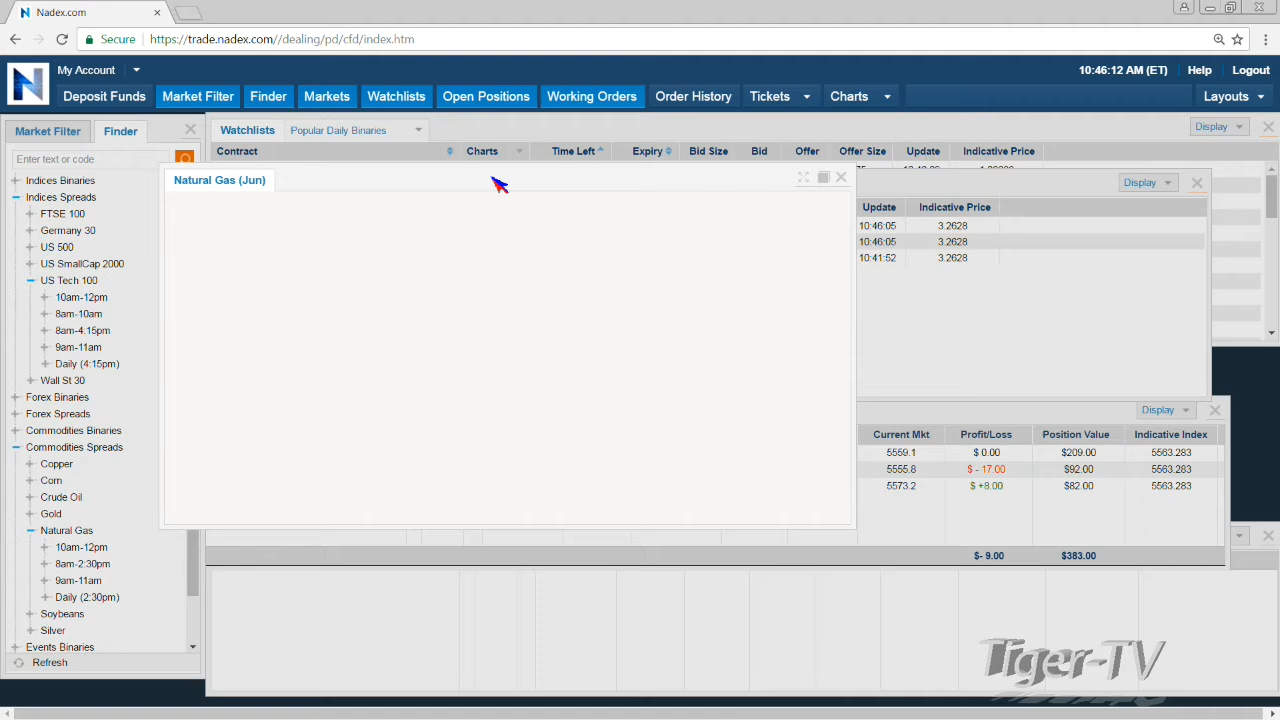 Nadex.com
Secure https://trade.nadex.com//dealing/pd/cfd/index.htm
My Account 10:46:12 AM (ET) Help Logout
Deposit Funds Market Filter Finder Markets Watchlists Open Positions Working Orders Order History Tickets Charts Layouts
Market Filter Finder
Watchlists Popular Daily Binaries Display
Contract Charts Time Left Expiry Bid Size Bid Offer Offer Size Update Indicative Price
Enter text or code
Natural Gas (Jun)
Display
Update Indicative Price
10:46:05 3.2628
10:46:05 3.2628
10:41:52 3.2628
Display
Current Mkt Profit/Loss Position Value Indicative Index
5559.1 $ 0.00 $209.00 5563.283
5555.8 $ - 17.00 $92.00 5563.283
5573.2 $ +8.00 $82.00 5563.283
$- 9.00 $383.00
Indices Binaries
Indices Spreads
FTSE 100
Germany 30
US 500
US SmallCap 2000
US Tech 100
10am-12pm
8am-10am
8am-4:15pm
9am-11am
Daily (4:15pm)
Wall St 30
Forex Binaries
Forex Spreads
Commodities Binaries
Commodities Spreads
Copper
Corn
Crude Oil
Gold
Natural Gas
10am-12pm
8am-2:30pm
9am-11am
Daily (2:30pm)
Soybeans
Silver
Events Binaries
Refresh
Tiger-TV